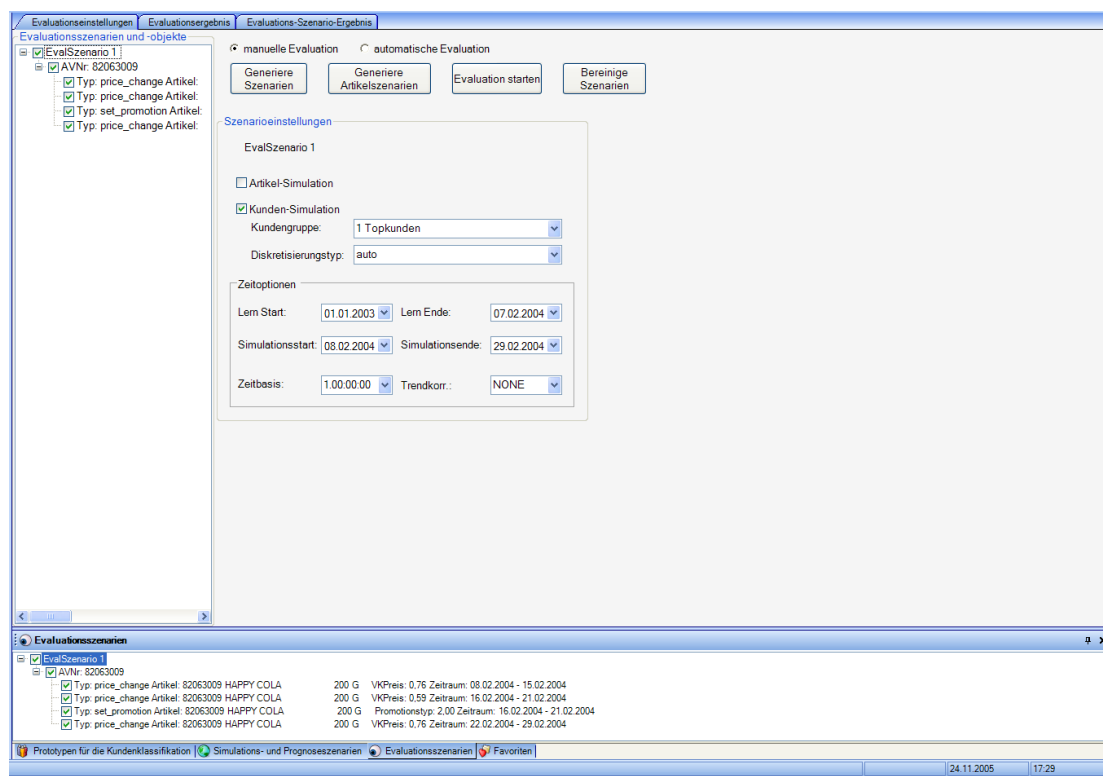 Evaluationseinstellungen Evaluationsergebnis Evaluations-Szenario-Ergebnis
Evaluationsszenarien und -objekte
EvalSzenario 1
AVNr: 82063009
Typ: price_change Artikel:
Typ: price_change Artikel:
Typ: set_promotion Artikel:
Typ: price_change Artikel:
manuelle Evaluation automatische Evaluation
Generiere Szenarien Generiere Artikelszenarien Evaluation starten Bereinige Szenarien
Szenarioeinstellungen
EvalSzenario 1
Artikel-Simulation
Kunden-Simulation
Kundengruppe: 1 Topkunden
Diskretisierungstyp: auto
Zeitoptionen
Lern Start: 01.01.2003 Lern Ende: 07.02.2004
Simulationsstart: 08.02.2004 Simulationsende: 29.02.2004
Zeitbasis: 1.00:00:00 Trendkorr.: NONE
Evaluationsszenarien
EvalSzenario 1
AVNr: 82063009
Typ: price_change Artikel: 82063009 HAPPY COLA 200 G VKPreis: 0,76 Zeitraum: 08.02.2004 - 15.02.2004
Typ: price_change Artikel: 82063009 HAPPY COLA 200 G VKPreis: 0,59 Zeitraum: 16.02.2004 - 21.02.2004
Typ: set_promotion Artikel: 82063009 HAPPY COLA 200 G Promotionstyp: 2,00 Zeitraum: 16.02.2004 - 21.02.2004
Typ: price_change Artikel: 82063009 HAPPY COLA 200 G VKPreis: 0,76 Zeitraum: 22.02.2004 - 29.02.2004
Prototypen für die Kundenklassifikation Simulations- und Prognoseszenarien Evaluationsszenarien Favoriten
24.11.2005 17:29